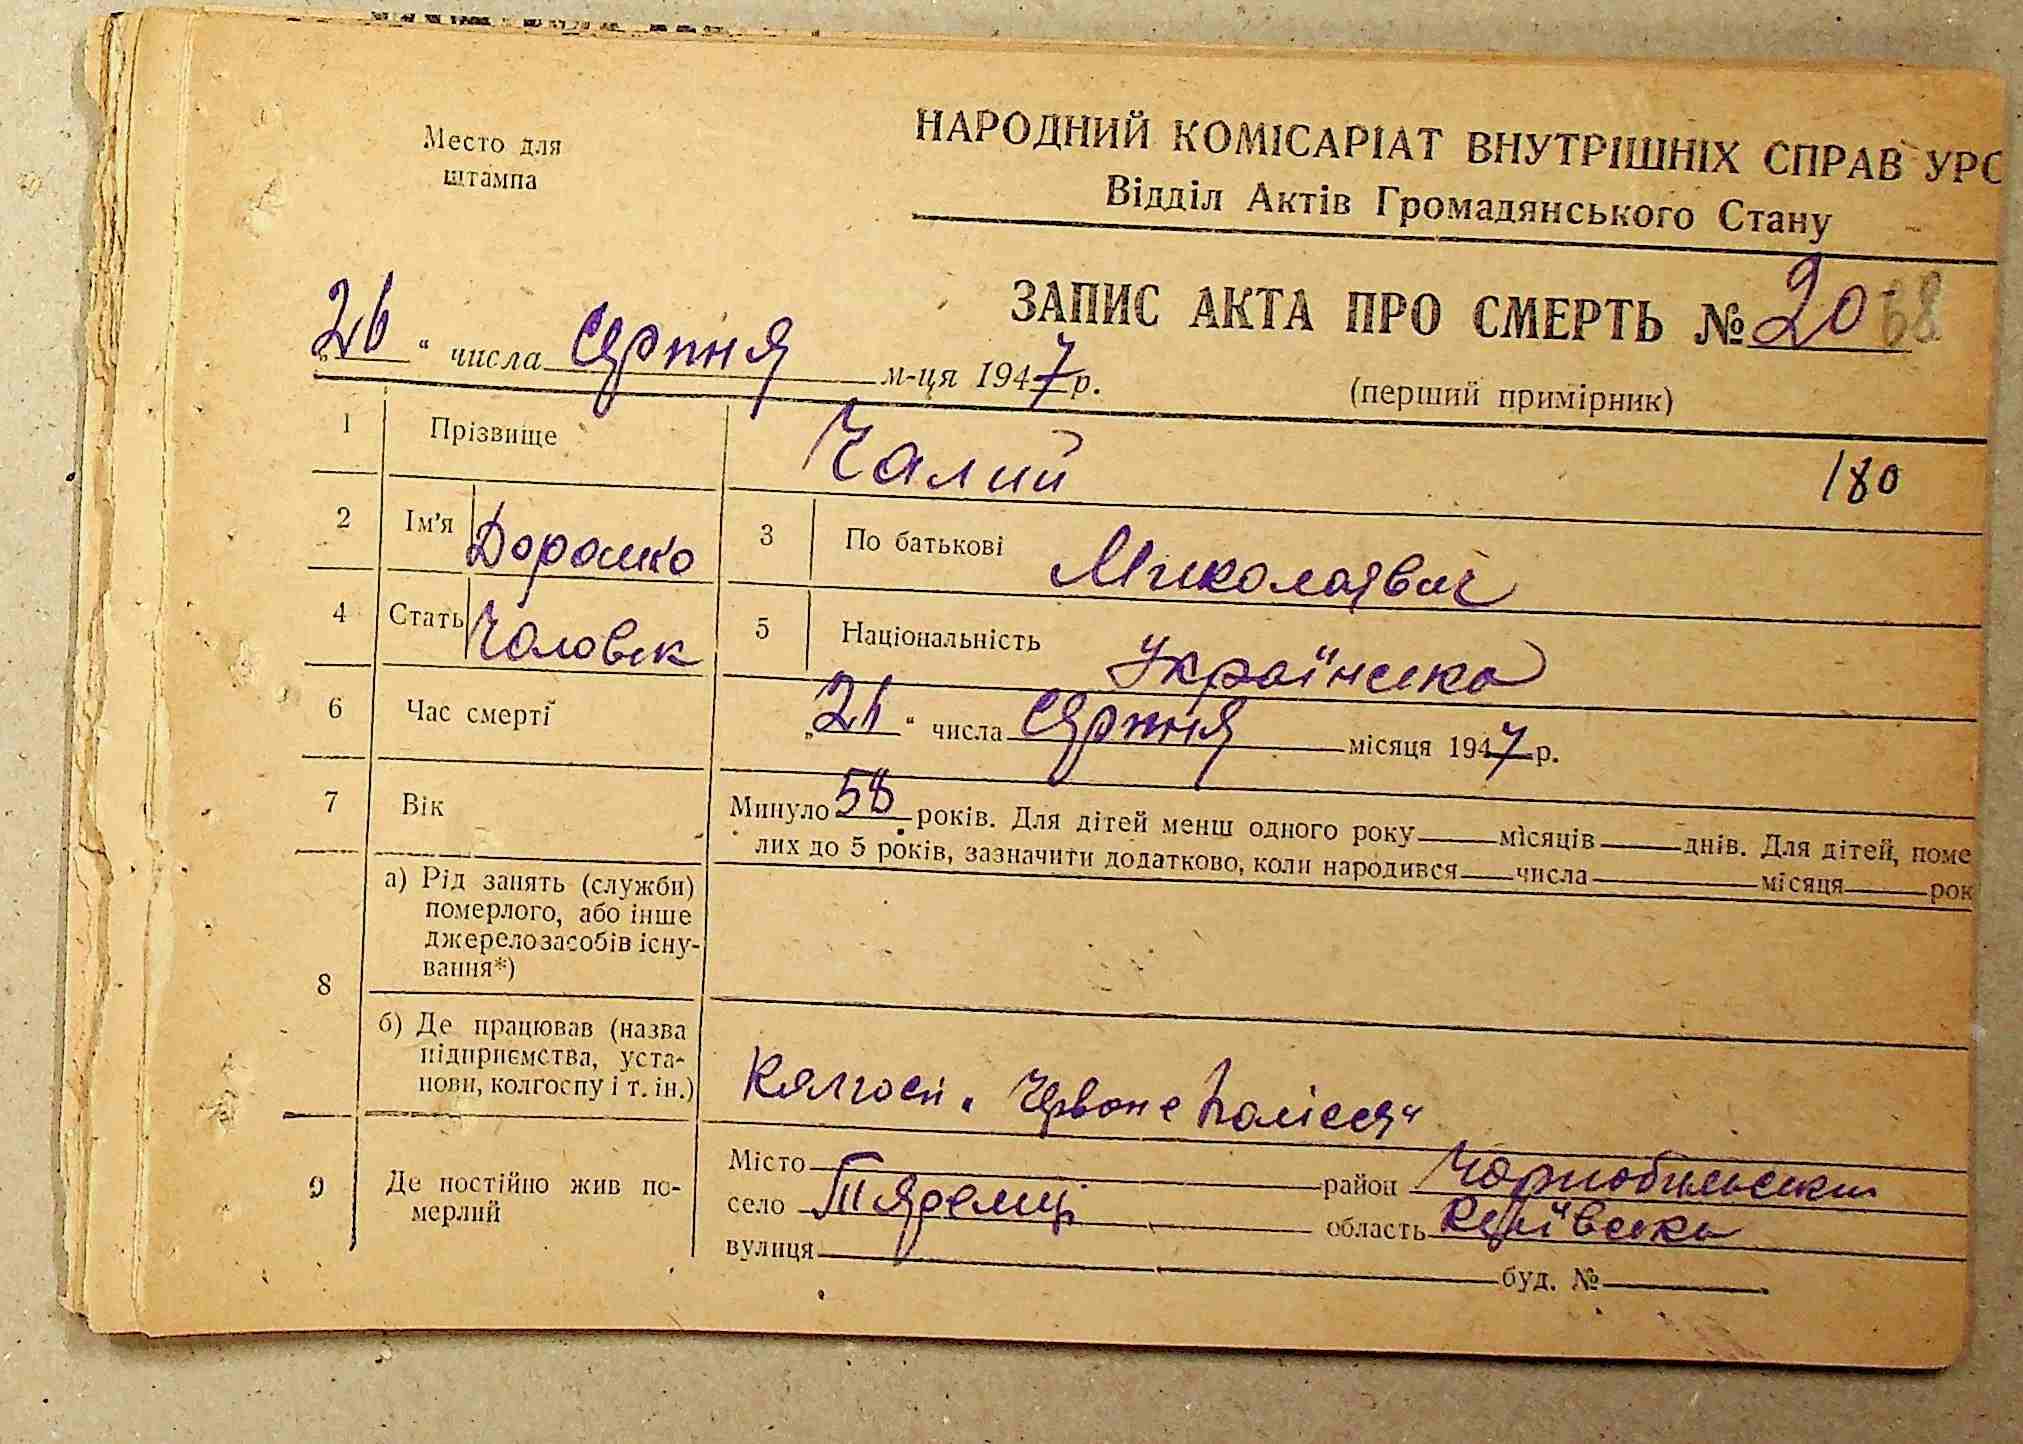 Место для
штампа
НАРОДНИЙ КОМІСАРІАТ ВНУТРІШНІХ СПРАВ УРС
Відділ Актів Громадянського Стану
ЗАПИС АКТА ПРО СМЕРТЬ № 20 68
„26“ числа серпня м-ця 1947 р.
(перший примірник)
1 Прізвище Чалий 180
2 Ім'я Дорошко 3 По батькові Миколаєвич
4 Стать Чоловек 5 Національність Українська
6 Час смерті „26“ числа серпня місяця 1947 р.
7 Вік Минуло 58 років. Для дітей менш одного року місяців днів. Для дітей, поме
лих до 5 років, зазначити додатково, коли народився числа місяця рок
8 а) Рід занять (служби)
померлого, або інше
джерело засобів існу-
вання*)
б) Де працював (назва
підприємства, уста-
нови, колгоспу і т. ін.)
Колгосп „Червоне Полісся“
9 Де постійно жив по-
мерлий
Місто район Чорнобильський
село область Київська
вулиця буд. №